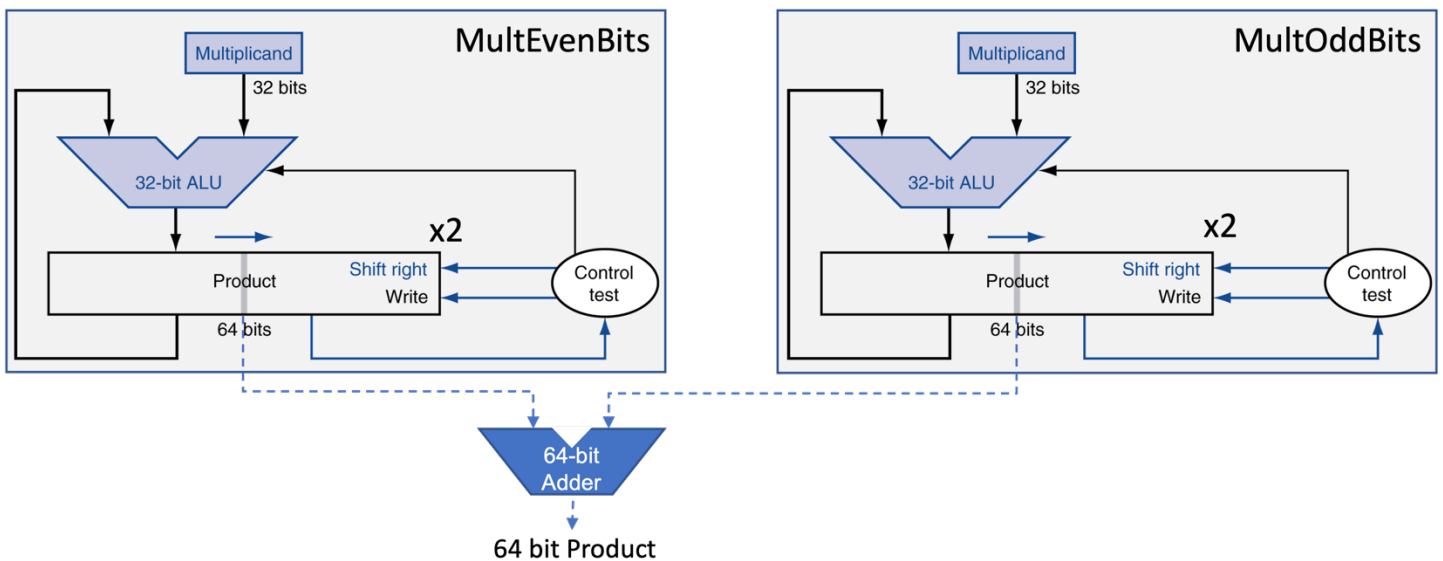 MultEvenBits
Multiplicand
32 bits
32-bit ALU
x2
Product
Shift right
Write
Control
test
64 bits
MultOddBits
Multiplicand
32 bits
32-bit ALU
x2
Product
Shift right
Write
Control
test
64 bits
64-bit
Adder
64 bit Product